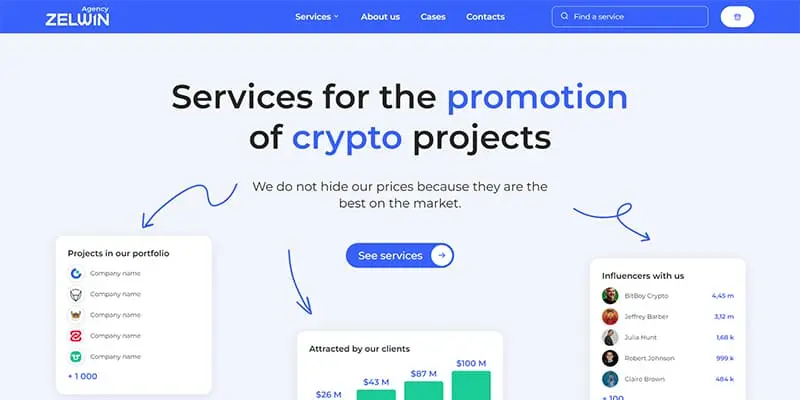 Agency
ZELWIN
Services
About us
Cases
Contacts
Find a service
Services for the promotion
of crypto projects
We do not hide our prices because they are the
best on the market.
See services
Projects in our portfolio
Company name
Company name
Company name
Company name
Company name
+ 1 000
Attracted by our clients
$26 M
$43 M
$87 M
$100 M
Influencers with us
BitBoy Crypto 4,45 m
Jeffrey Barber 3,12 m
Julia Hunt 1,68 k
Robert Johnson 999 k
Claire Brown 484 k
+ 100